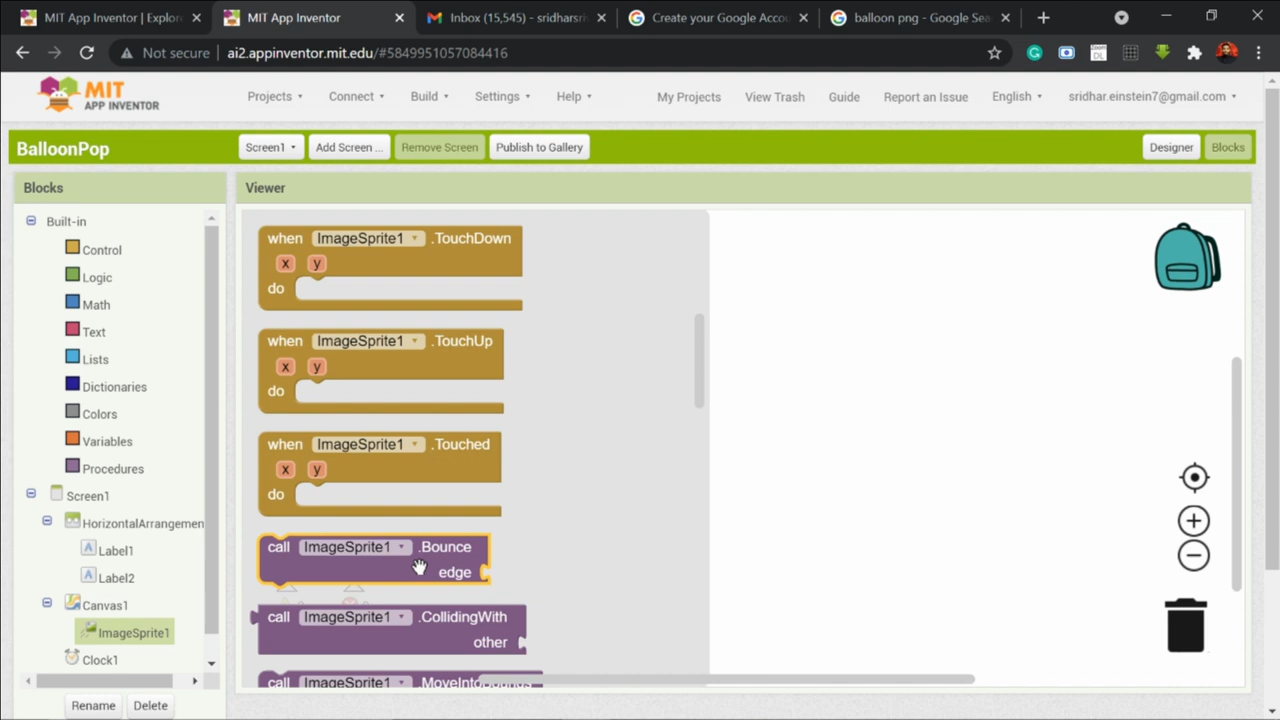 MIT App Inventor | Explor
MIT App Inventor
Inbox (15,545) - sridharsri
Create your Google Accou
balloon png - Google Sea
Not secure | ai2.appinventor.mit.edu/#5849951057084416
MIT
APP INVENTOR
Projects
Connect
Build
Settings
Help
My Projects
View Trash
Guide
Report an Issue
English
sridhar.einstein7@gmail.com
BalloonPop
Screen1
Add Screen ...
Remove Screen
Publish to Gallery
Designer
Blocks
Blocks
Viewer
Built-in
Control
Logic
Math
Text
Lists
Dictionaries
Colors
Variables
Procedures
Screen1
HorizontalArrangemen
Label1
Label2
Canvas1
ImageSprite1
Clock1
Rename
Delete
when ImageSprite1 .TouchDown
x y
do
when ImageSprite1 .TouchUp
x y
do
when ImageSprite1 .Touched
x y
do
call ImageSprite1 .Bounce
edge
call ImageSprite1 .CollidingWith
other
call ImageSprite1 .MoveIntoBounds